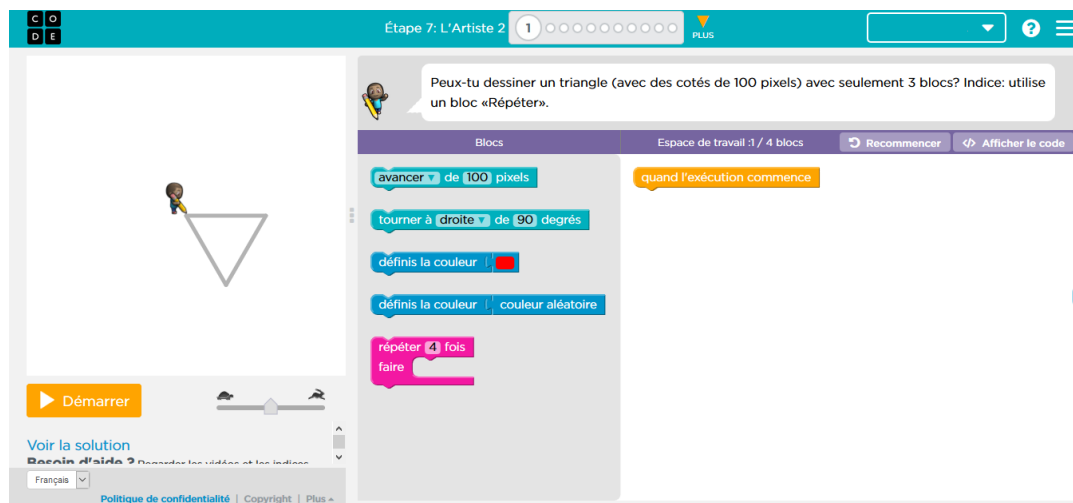 C O
D E
Étape 7: L'Artiste 2
1
PLUS
?
Peux-tu dessiner un triangle (avec des cotés de 100 pixels) avec seulement 3 blocs? Indice: utilise
un bloc «Répéter».
Blocs
Espace de travail :1 / 4 blocs
Recommencer
</> Afficher le code
avancer de 100 pixels
tourner à droite de 90 degrés
définis la couleur
définis la couleur couleur aléatoire
répéter 4 fois
faire
quand l'exécution commence
Démarrer
Voir la solution
Besoin d'aide ? Regarder les vidéos et les indices
Français
Politique de confidentialité | Copyright | Plus